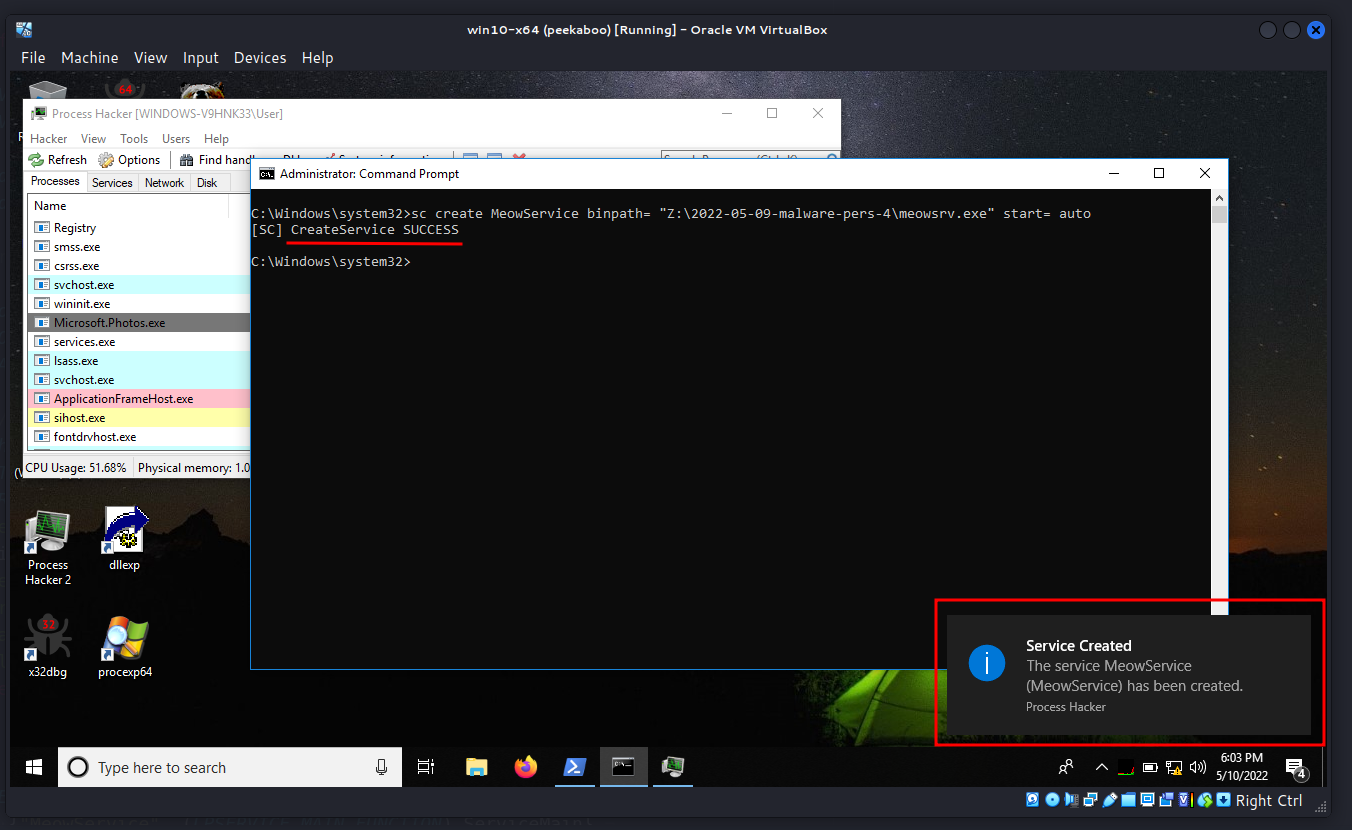 win10-x64 (peekaboo) [Running] - Oracle VM VirtualBox
File Machine View Input Devices Help
64
Process Hacker [WINDOWS-V9HNK33\User]
Hacker View Tools Users Help
Refresh Options Find
Processes Services Network Disk
Name
Registry
smss.exe
csrss.exe
svchost.exe
wininit.exe
Microsoft.Photos.exe
services.exe
lsass.exe
svchost.exe
ApplicationFrameHost.exe
sihost.exe
fontdrvhost.exe
CPU Usage: 51.68% Physical memory: 1.0
Administrator: Command Prompt
C:\Windows\system32>sc create MeowService binpath= "Z:\2022-05-09-malware-pers-4\meowsrv.exe" start= auto
[SC] CreateService SUCCESS
C:\Windows\system32>
Process
Hacker 2
dllexp
32
x32dbg
procexp64
Service Created
The service MeowService
(MeowService) has been created.
Process Hacker
Type here to search
6:03 PM
5/10/2022
4
Right Ctrl